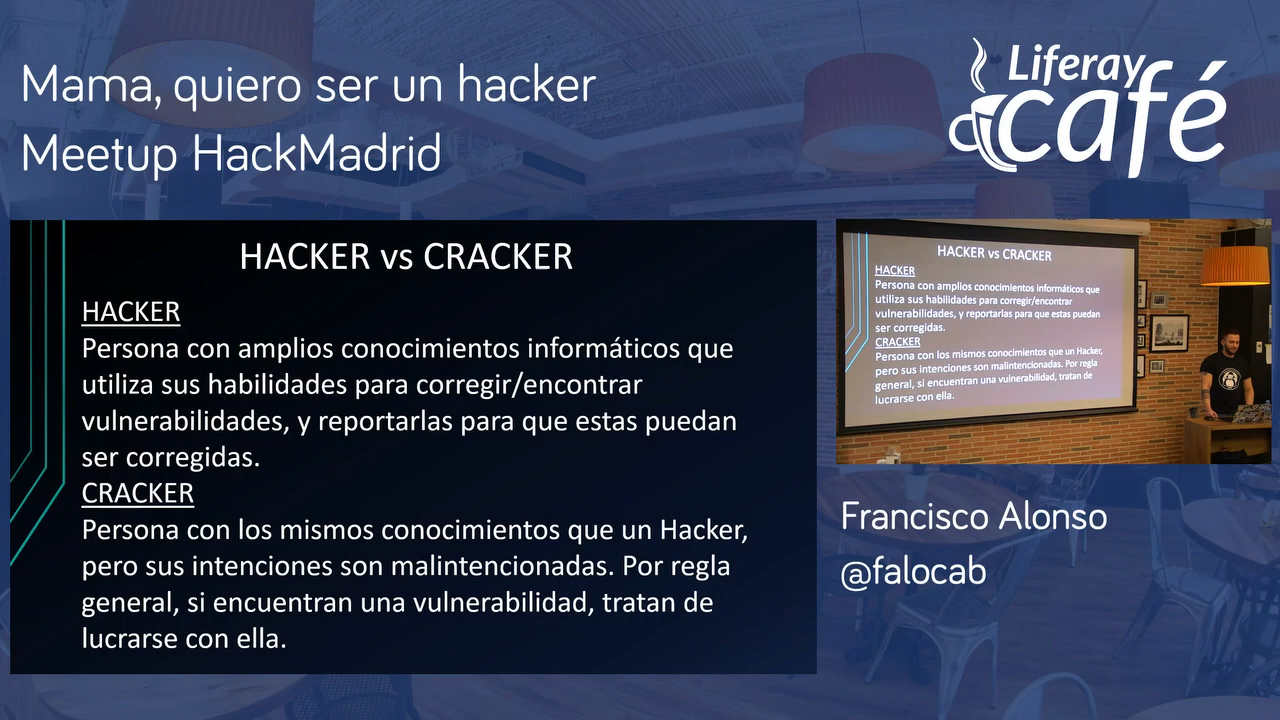 Mama, quiero ser un hacker
Meetup HackMadrid
Liferay
café
HACKER vs CRACKER
HACKER
Persona con amplios conocimientos informáticos que
utiliza sus habilidades para corregir/encontrar
vulnerabilidades, y reportarlas para que estas puedan
ser corregidas.
CRACKER
Persona con los mismos conocimientos que un Hacker,
pero sus intenciones son malintencionadas. Por regla
general, si encuentran una vulnerabilidad, tratan de
lucrarse con ella.
HACKER vs CRACKER
HACKER
Persona con amplios conocimientos informáticos que
utiliza sus habilidades para corregir/encontrar
vulnerabilidades, y reportarlas para que estas puedan
ser corregidas.
CRACKER
Persona con los mismos conocimientos que un Hacker,
pero sus intenciones son malintencionadas. Por regla
general, si encuentran una vulnerabilidad, tratan de
lucrarse con ella.
Francisco Alonso
@falocab